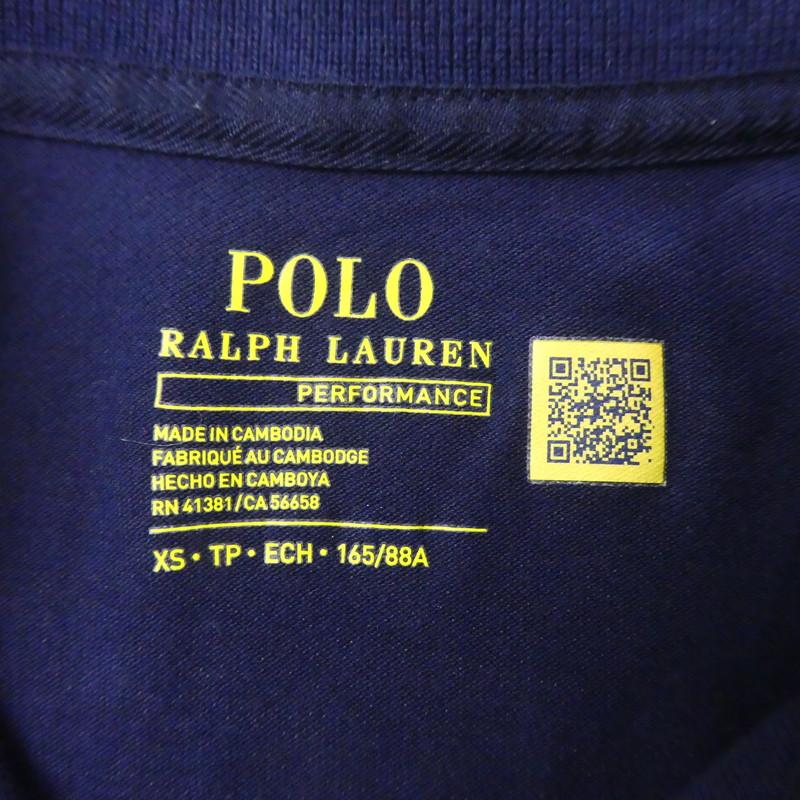 POLO
RALPH LAUREN
PERFORMANCE
MADE IN CAMBODIA
FABRIQUÉ AU CAMBODGE
HECHO EN CAMBOYA
RN 41381/CA 56658
XS • TP • ECH • 165/88A